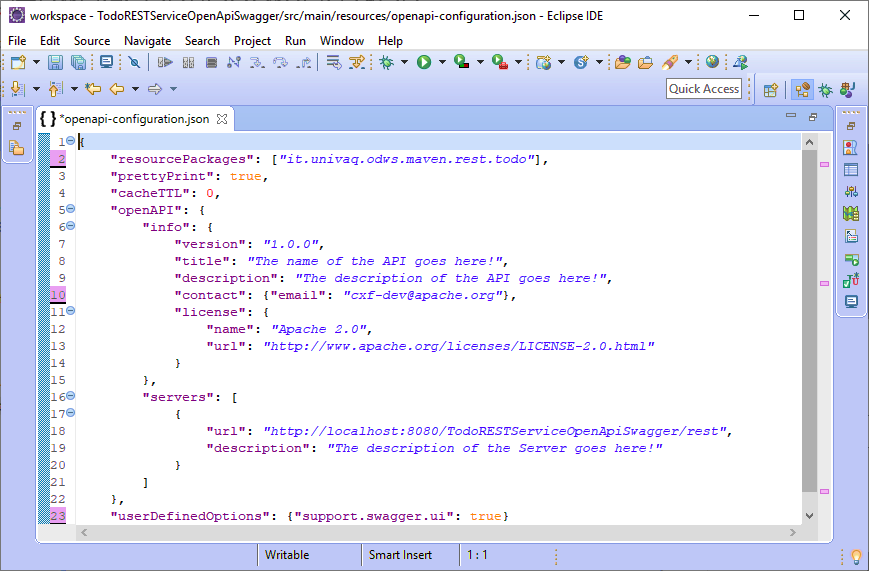 workspace - TodoRESTServiceOpenApiSwagger/src/main/resources/openapi-configuration.json - Eclipse IDE
File Edit Source Navigate Search Project Run Window Help
Quick Access
{ } *openapi-configuration.json
1 {
2 "resourcePackages": ["it.univaq.odws.maven.rest.todo"],
3 "prettyPrint": true,
4 "cacheTTL": 0,
5 "openAPI": {
6 "info": {
7 "version": "1.0.0",
8 "title": "The name of the API goes here!",
9 "description": "The description of the API goes here!",
10 "contact": {"email": "cxf-dev@apache.org"},
11 "license": {
12 "name": "Apache 2.0",
13 "url": "http://www.apache.org/licenses/LICENSE-2.0.html"
14 }
15 },
16 "servers": [
17 {
18 "url": "http://localhost:8080/TodoRESTServiceOpenApiSwagger/rest",
19 "description": "The description of the Server goes here!"
20 }
21 ]
22 },
23 "userDefinedOptions": {"support.swagger.ui": true}
Writable Smart Insert 1 : 1